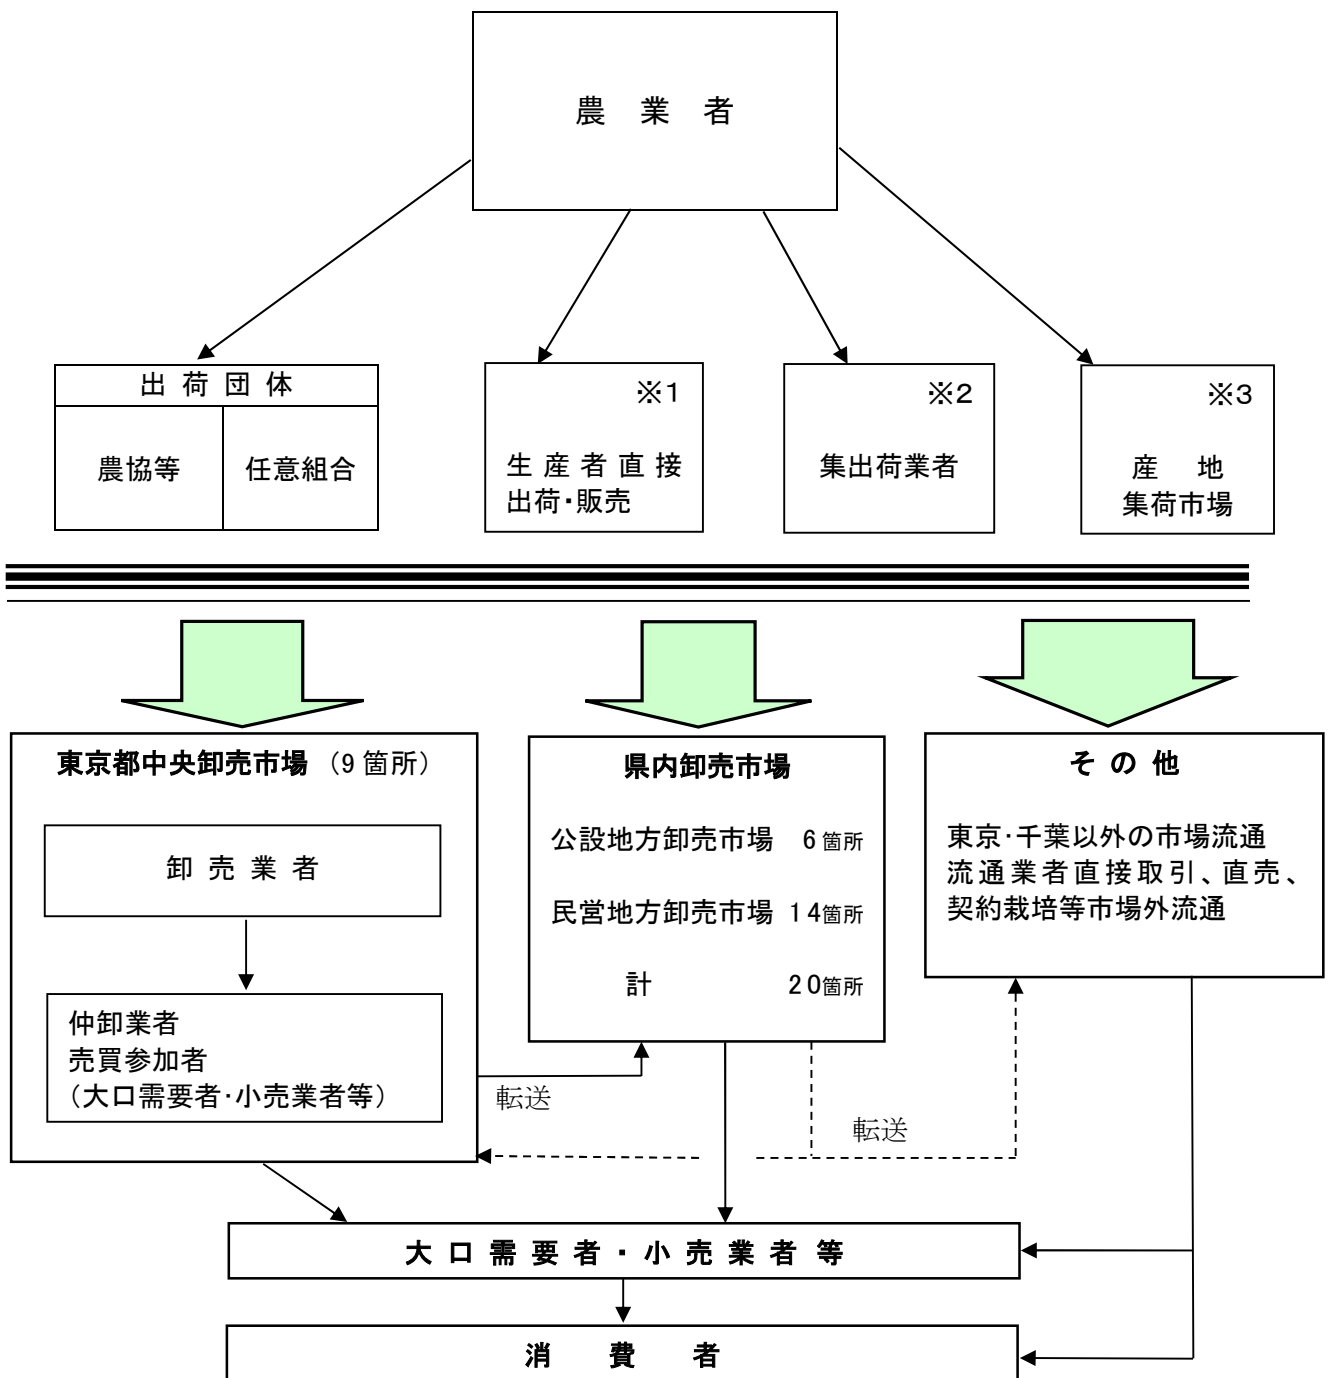 農業者
出荷団体
農協等
任意組合
※1
生産者直接
出荷・販売
※2
集出荷業者
※3
産地
集荷市場
東京都中央卸売市場（9箇所）
卸売業者
仲卸業者
売買参加者
（大口需要者・小売業者等）
県内卸売市場
公設地方卸売市場 6箇所
民営地方卸売市場 14箇所
計 20箇所
その他
東京・千葉以外の市場流通
流通業者直接取引、直売、
契約栽培等市場外流通
転送
転送
大口需要者・小売業者等
消費者